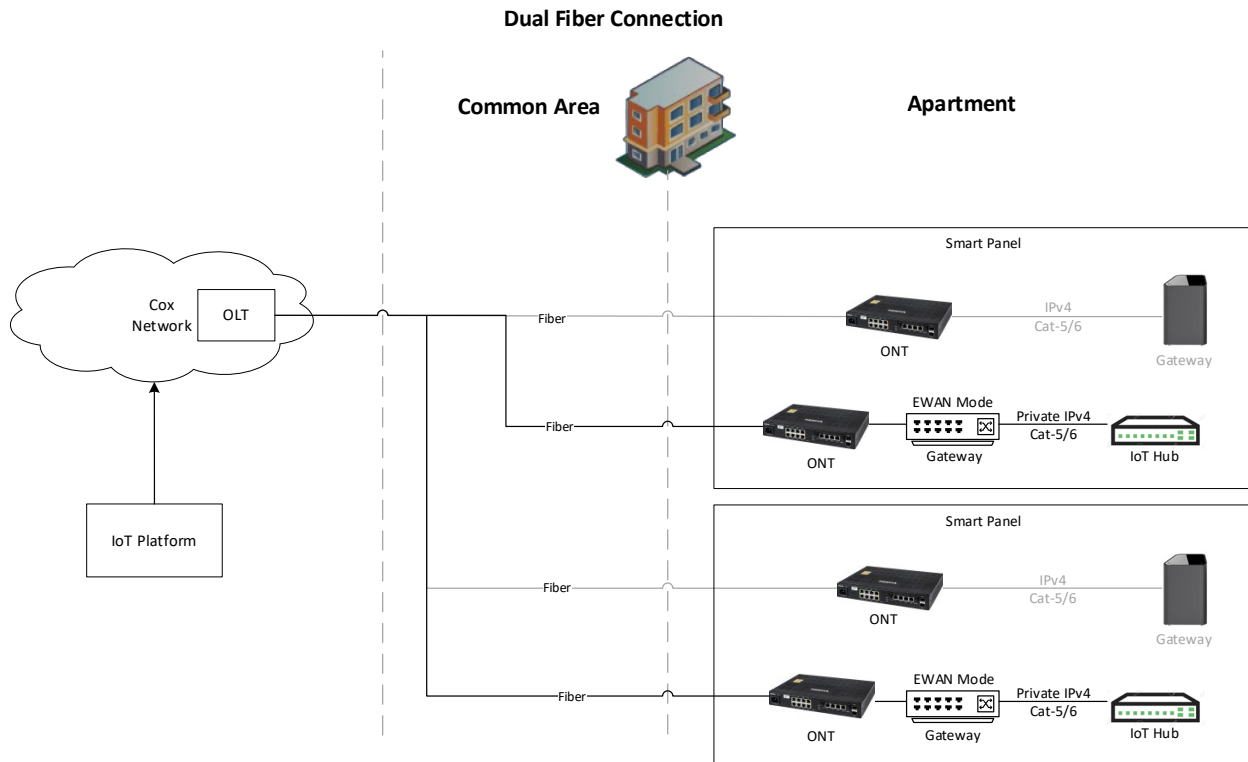 Dual Fiber Connection
Common Area
Apartment
Smart Panel
Cox
Network
OLT
Fiber
ONT
IPv4
Cat-5/6
Gateway
Fiber
ONT
EWAN Mode
Gateway
Private IPv4
Cat-5/6
IoT Hub
IoT Platform
Smart Panel
Fiber
ONT
IPv4
Cat-5/6
Gateway
Fiber
ONT
EWAN Mode
Gateway
Private IPv4
Cat-5/6
IoT Hub